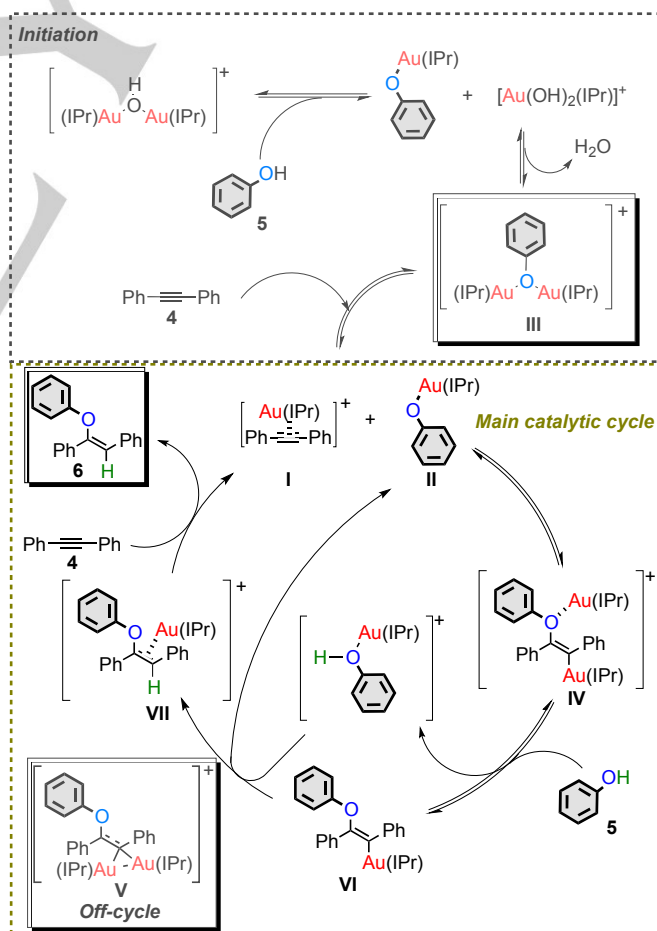 Initiation
[(IPr)Au O H Au(IPr)]+
Au(IPr)
O
+
[Au(OH)2(IPr)]+
H2O
OH
5
Ph Ph
4
+
(IPr)Au O Au(IPr)
III
Main catalytic cycle
O
Ph Ph
H
6
+
Au(IPr)
Ph Ph
I
+
Au(IPr)
O
II
Ph Ph
4
+
O Au(IPr)
Ph Ph
H
VII
+
Au(IPr)
H O
+
O Au(IPr)
Ph Ph
Au(IPr)
IV
OH
5
O
Ph Ph
Au(IPr)
VI
+
O
Ph Ph
(IPr)Au Au(IPr)
V
Off-cycle